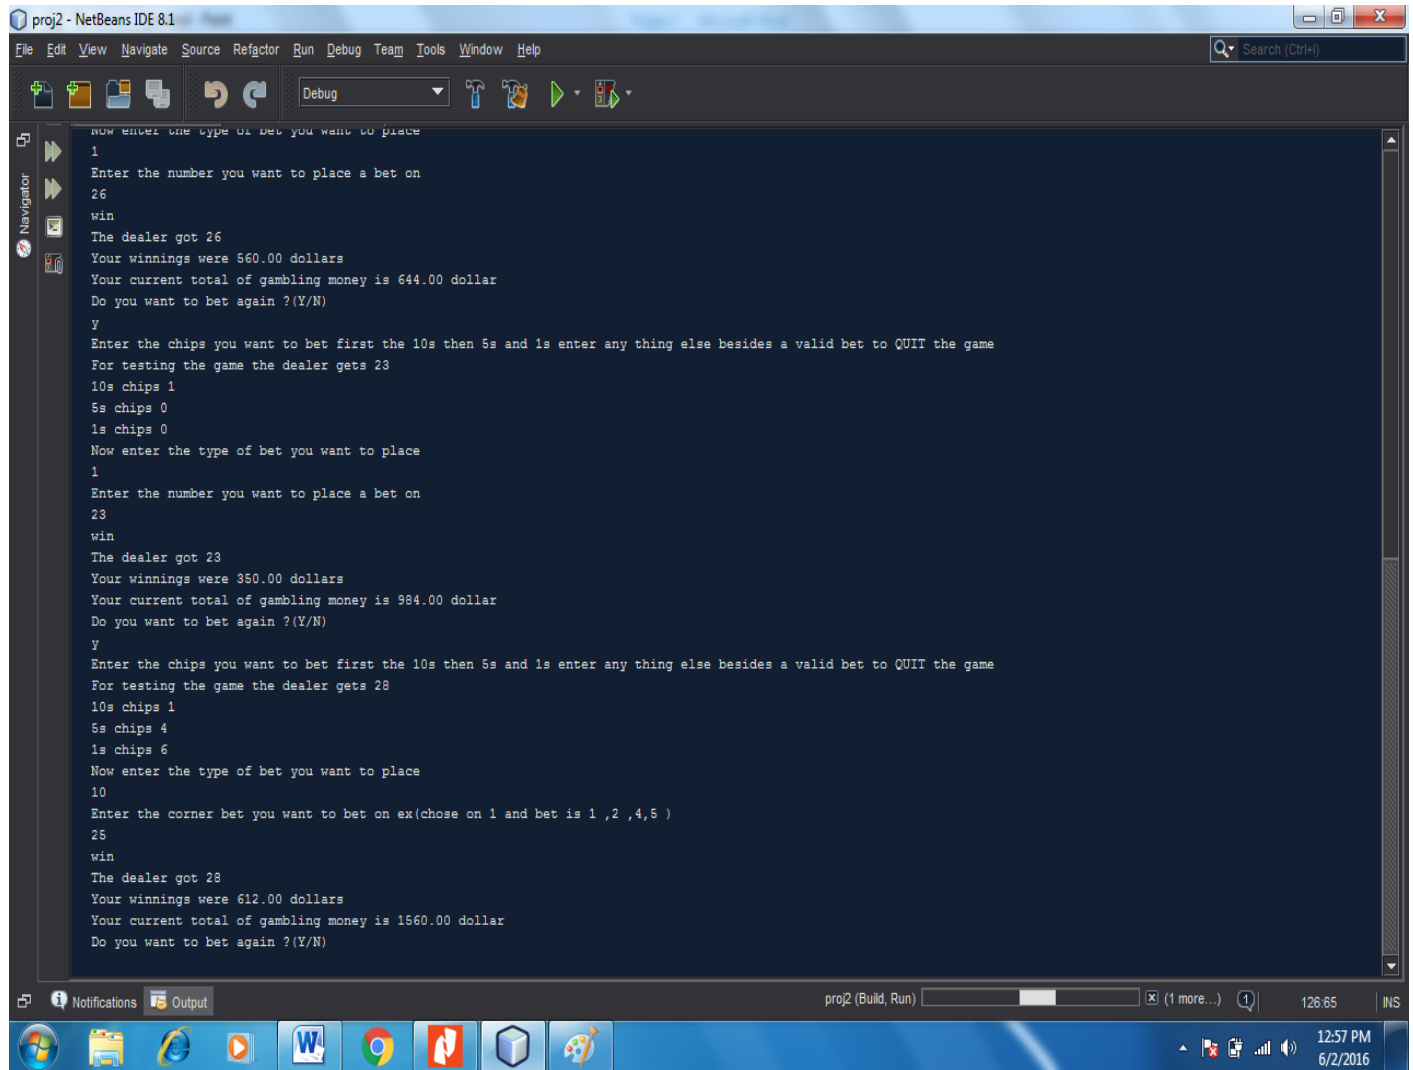 proj2 - NetBeans IDE 8.1
File Edit View Navigate Source Refactor Run Debug Team Tools Window Help
Search (Ctrl+I)
Debug
Navigator
Now enter the type of bet you want to place
1
Enter the number you want to place a bet on
26
win
The dealer got 26
Your winnings were 560.00 dollars
Your current total of gambling money is 644.00 dollar
Do you want to bet again ?(Y/N)
y
Enter the chips you want to bet first the 10s then 5s and 1s enter any thing else besides a valid bet to QUIT the game
For testing the game the dealer gets 23
10s chips 1
5s chips 0
1s chips 0
Now enter the type of bet you want to place
1
Enter the number you want to place a bet on
23
win
The dealer got 23
Your winnings were 350.00 dollars
Your current total of gambling money is 984.00 dollar
Do you want to bet again ?(Y/N)
y
Enter the chips you want to bet first the 10s then 5s and 1s enter any thing else besides a valid bet to QUIT the game
For testing the game the dealer gets 28
10s chips 1
5s chips 4
1s chips 6
Now enter the type of bet you want to place
10
Enter the corner bet you want to bet on ex(chose on 1 and bet is 1 ,2 ,4,5 )
25
win
The dealer got 28
Your winnings were 612.00 dollars
Your current total of gambling money is 1560.00 dollar
Do you want to bet again ?(Y/N)
Notifications Output
proj2 (Build, Run) (1 more...) 1 126:65 INS
12:57 PM
6/2/2016